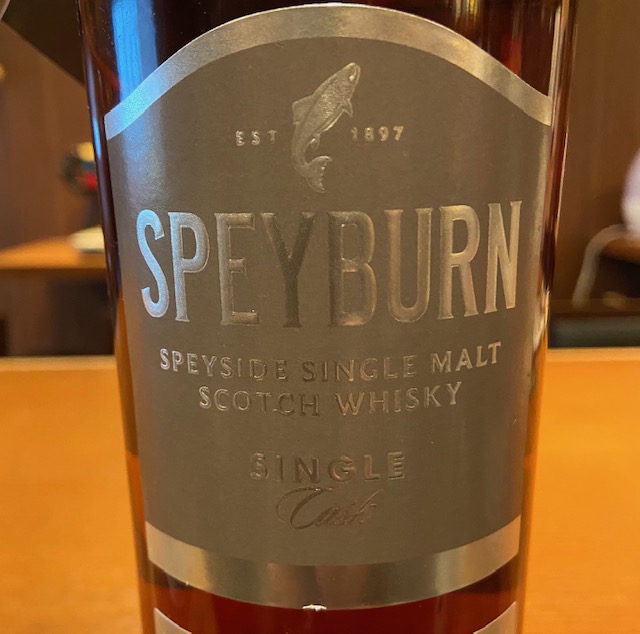 EST 1897
SPEYBURN
SPEYSIDE SINGLE MALT
SCOTCH WHISKY
SINGLE
Cask